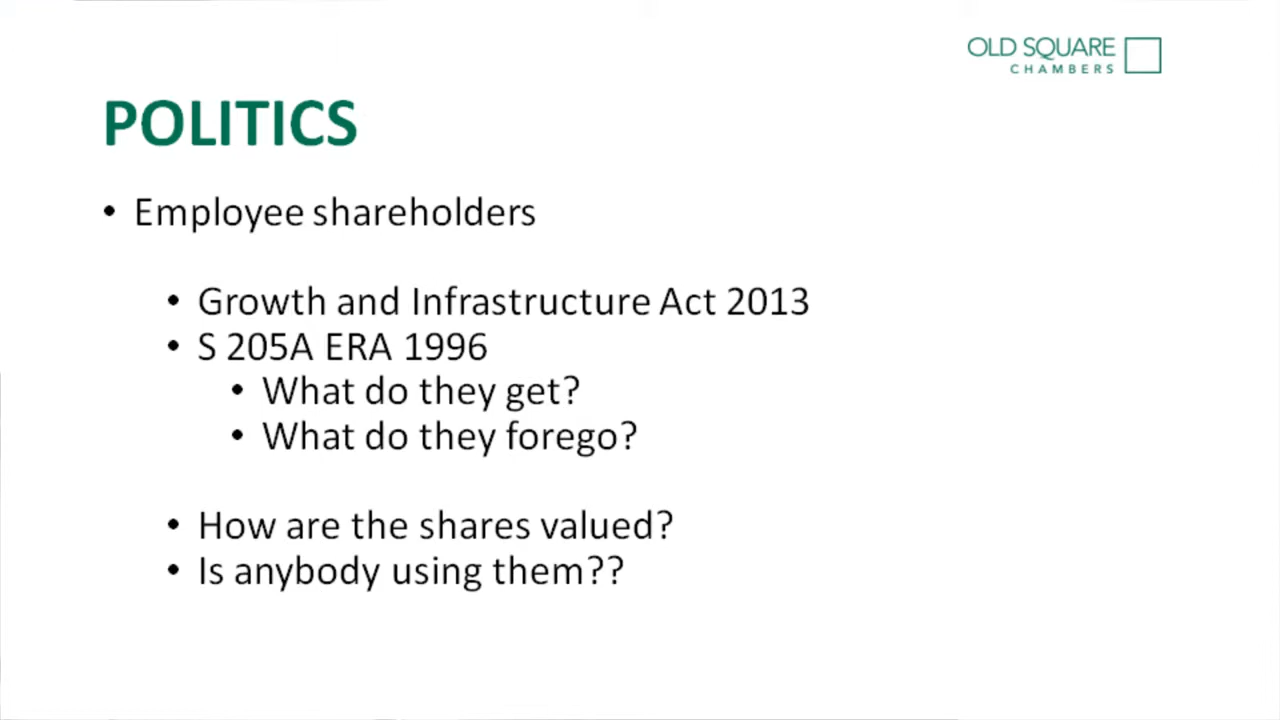 OLD SQUARE
CHAMBERS
POLITICS
• Employee shareholders
• Growth and Infrastructure Act 2013
• S 205A ERA 1996
• What do they get?
• What do they forego?
• How are the shares valued?
• Is anybody using them??